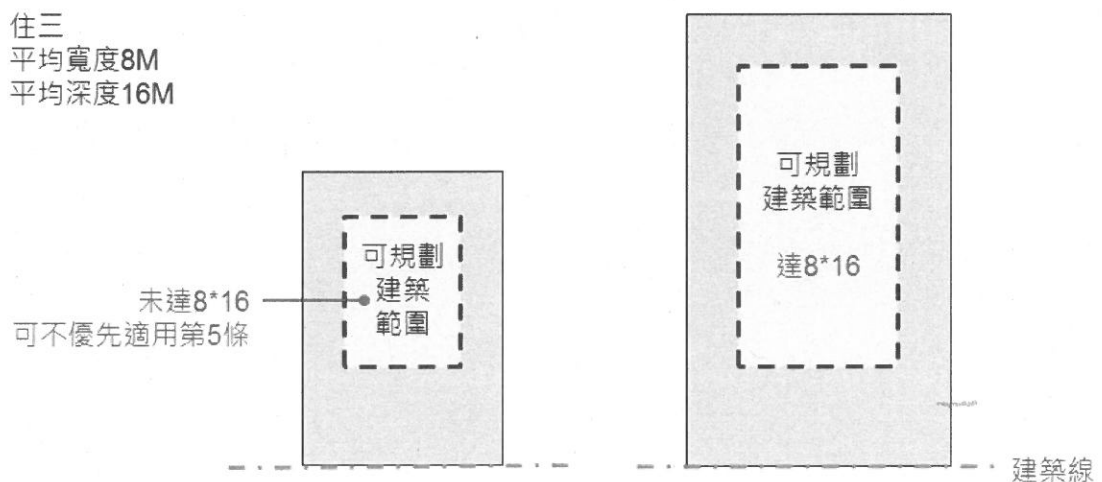 住三
平均寬度8M
平均深度16M
可規劃
建築
範圍
未達8*16
可不優先適用第5條
可規劃
建築範圍
達8*16
建築線